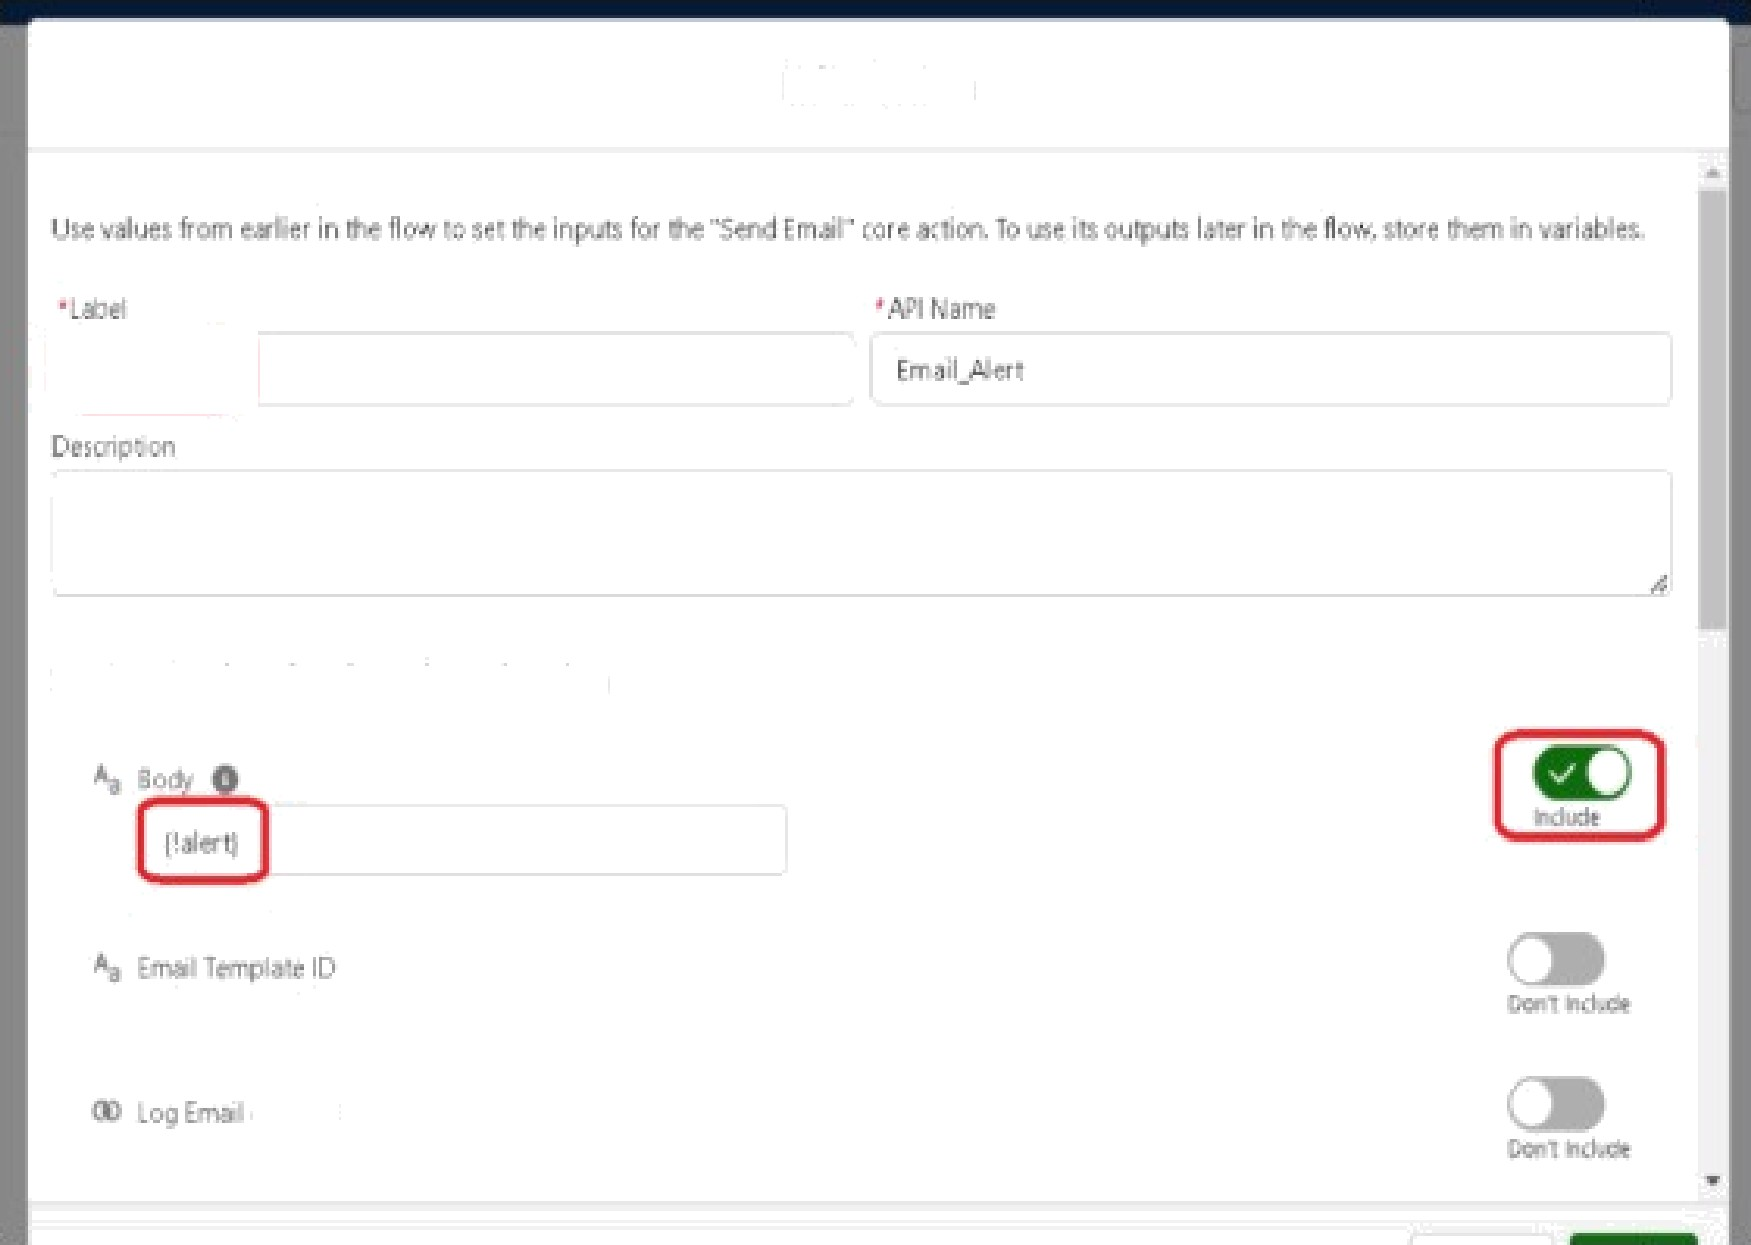 Use values from earlier in the flow to set the inputs for the "Send Email" core action. To use its outputs later in the flow, store them in variables.
*Label
*API Name
Email_Alert
Description
Aa Body
{!alert}
Include
Aa Email Template ID
Don't Include
Log Email
Don't Include